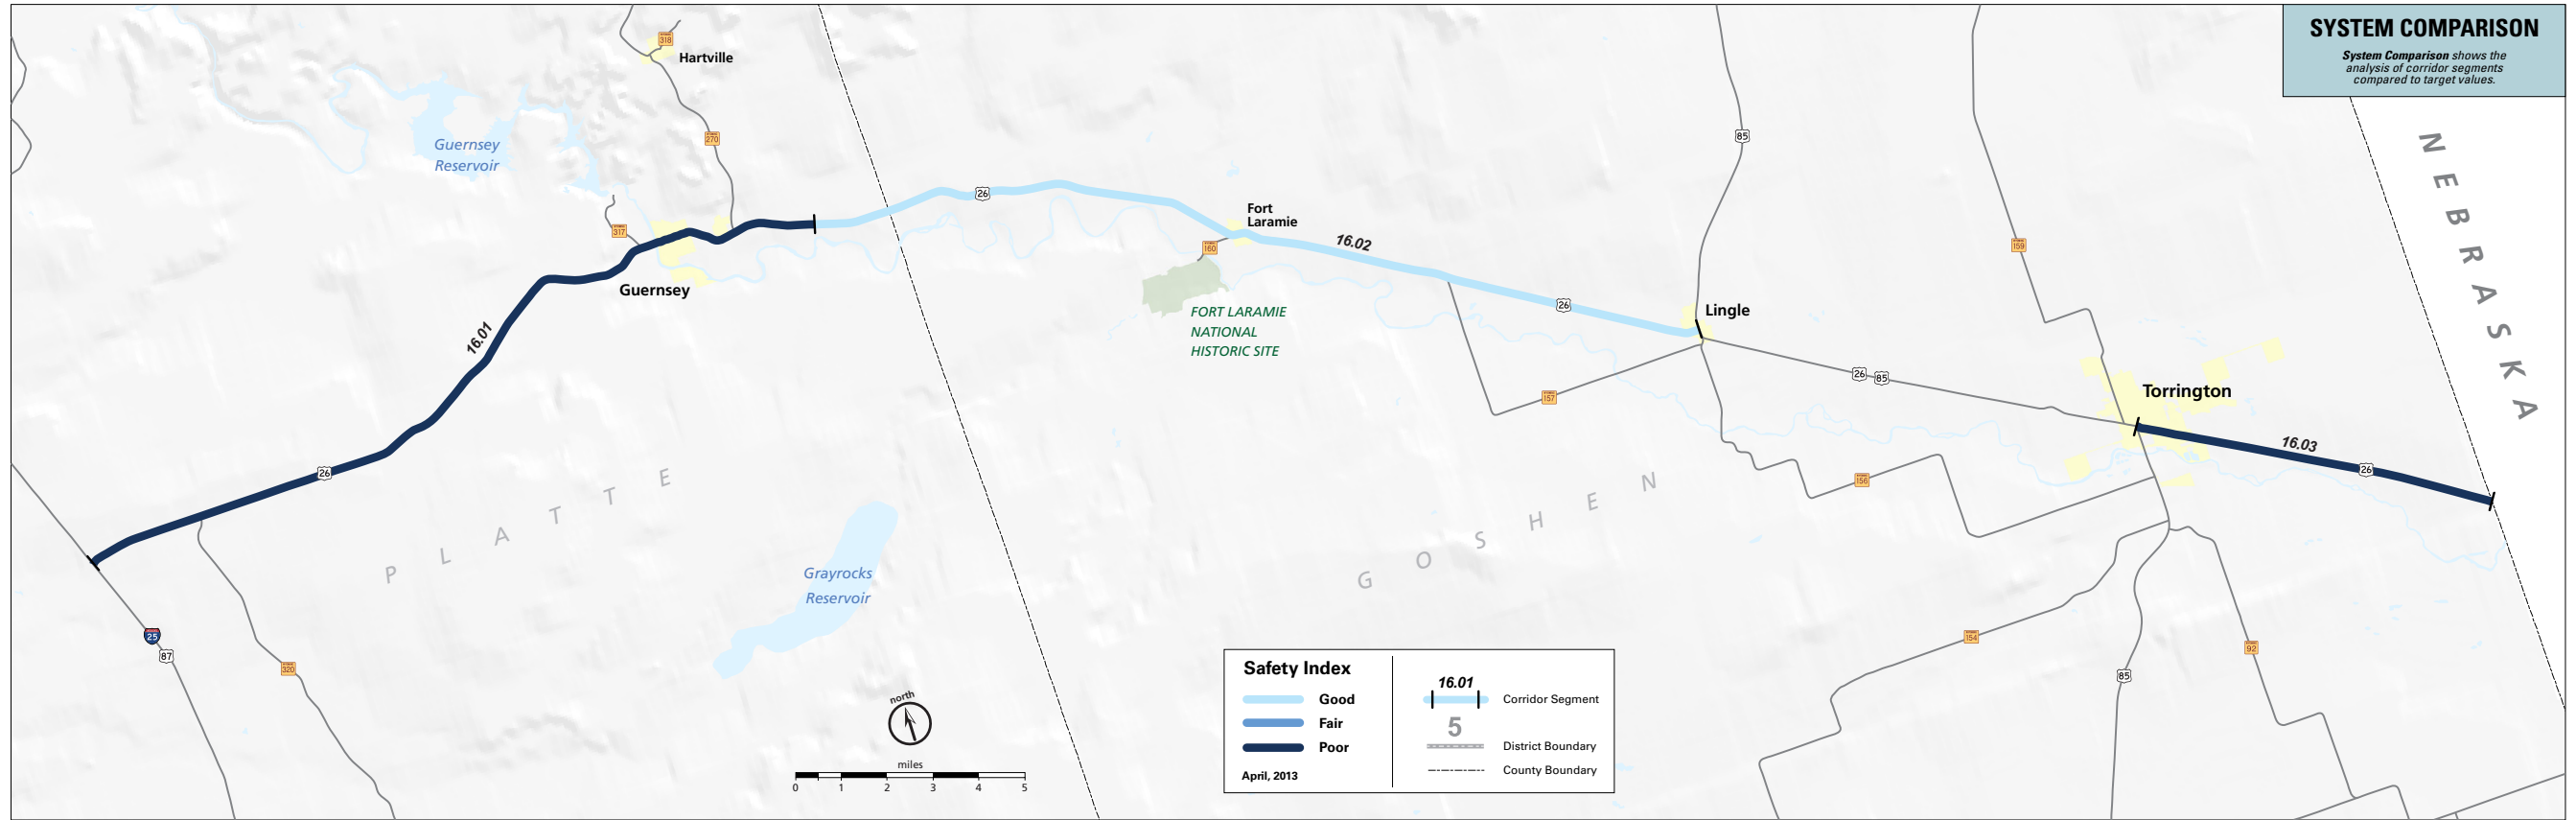 SYSTEM COMPARISON
System Comparison shows the
analysis of corridor segments
compared to target values.
318
Hartville
270
85
Guernsey
Reservoir
26
Fort
Laramie
317
160
16.02
159
NEBRASKA
Guernsey
FORT LARAMIE
NATIONAL
HISTORIC SITE
26
Lingle
16.01
26
85
157
Torrington
16.03
26
26
PLATTE
GOSHEN
156
Grayrocks
Reservoir
25
87
320
154
92
85
north
miles
0 1 2 3 4 5
Safety Index
Good
Fair
Poor
April, 2013
16.01
Corridor Segment
5
District Boundary
County Boundary